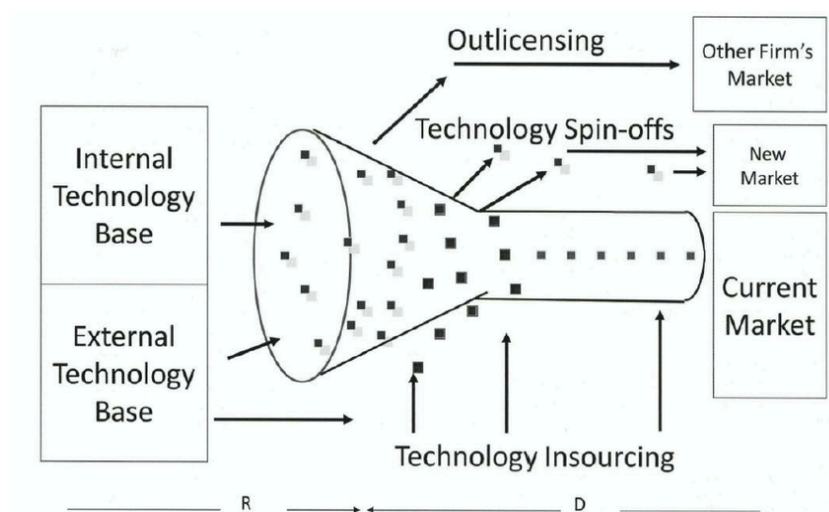 Outlicensing
Other Firm's
Market
Technology Spin-offs
New
Market
Internal
Technology
Base
External
Technology
Base
Current
Market
Technology Insourcing
R
D